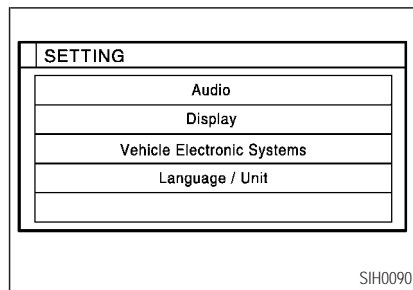 SETTING
Audio
Display
Vehicle Electronic Systems
Language / Unit
SIH0090